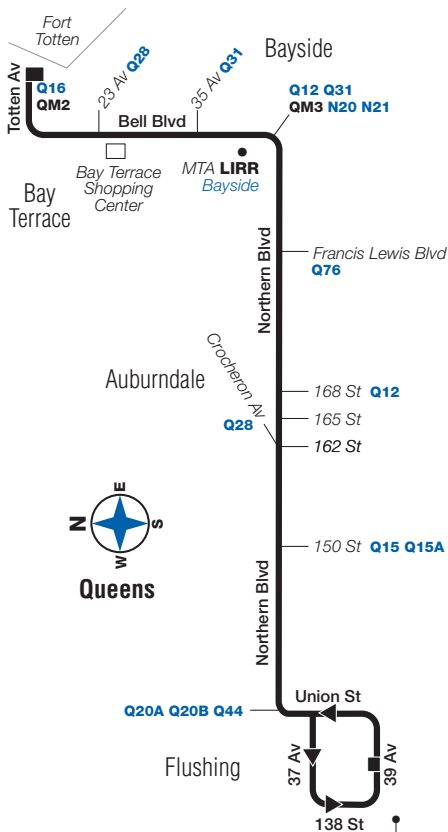 Fort
Totten
Totten Av
Q16
QM2
23 Av Q28
35 Av Q31
Bayside
Q12 Q31
QM3 N20 N21
Bell Blvd
Bay Terrace
Shopping
Center
MTA LIRR
Bayside
Bay
Terrace
Northern Blvd
Francis Lewis Blvd
Q76
Auburndale
Crocheron Av
Q28
168 St Q12
165 St
162 St
N
E
S
W
Queens
150 St Q15 Q15A
Northern Blvd
Q20A Q20B Q44
Union St
Flushing
37 Av
39 Av
138 St